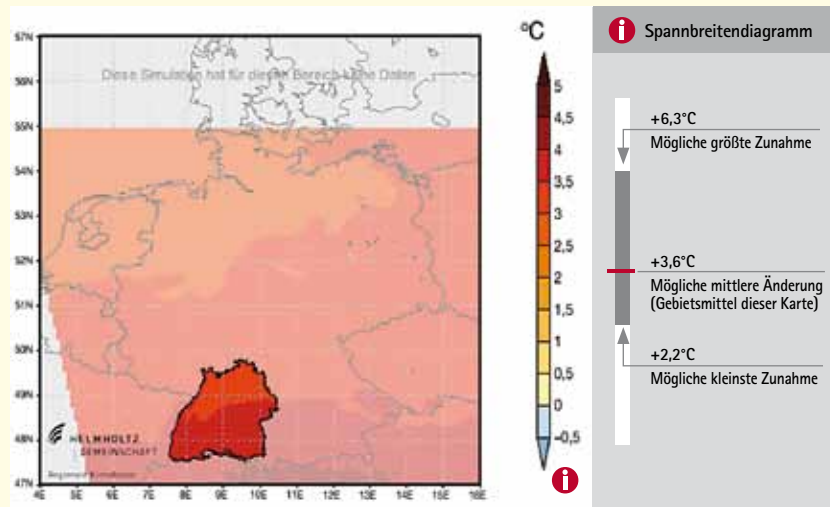 57N
56N
55N
54N
53N
52N
51N
50N
49N
48N
47N
4E 5E 6E 7E 8E 9E 10E 11E 12E 13E 14E 15E 16E
Diese Simulation hat für diesen Bereich keine Daten
HELMHOLTZ
GEMEINSCHAFT
Regionaler Klimaatlas
°C
5
4,5
4
3,5
3
2,5
2
1,5
1
0,5
0
-0,5
i
i Spannbreitendiagramm
+6,3°C
Mögliche größte Zunahme
+3,6°C
Mögliche mittlere Änderung
(Gebietsmittel dieser Karte)
+2,2°C
Mögliche kleinste Zunahme